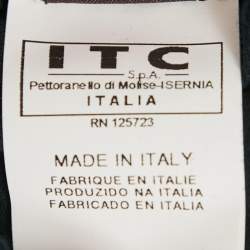 ITC
S.p.A.
Pettoranello di Molise-ISERNIA
ITALIA
RN 125723
MADE IN ITALY
FABRIQUE EN ITALIE
PRODUZIDO NA ITALIA
FABRICADO EN ITALIA